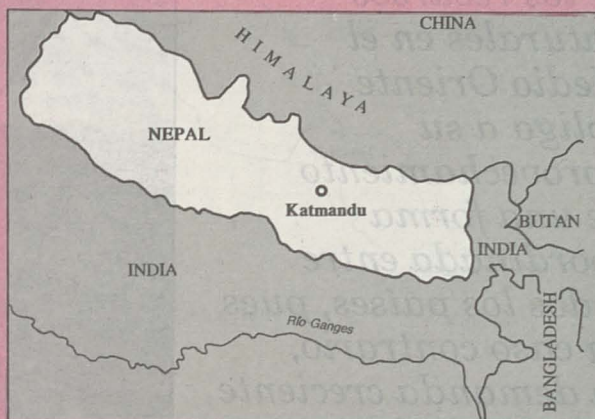 CHINA
HIMALAYA
NEPAL
Katmandu
BUTAN
INDIA
INDIA
Río Ganges
BANGLADESH